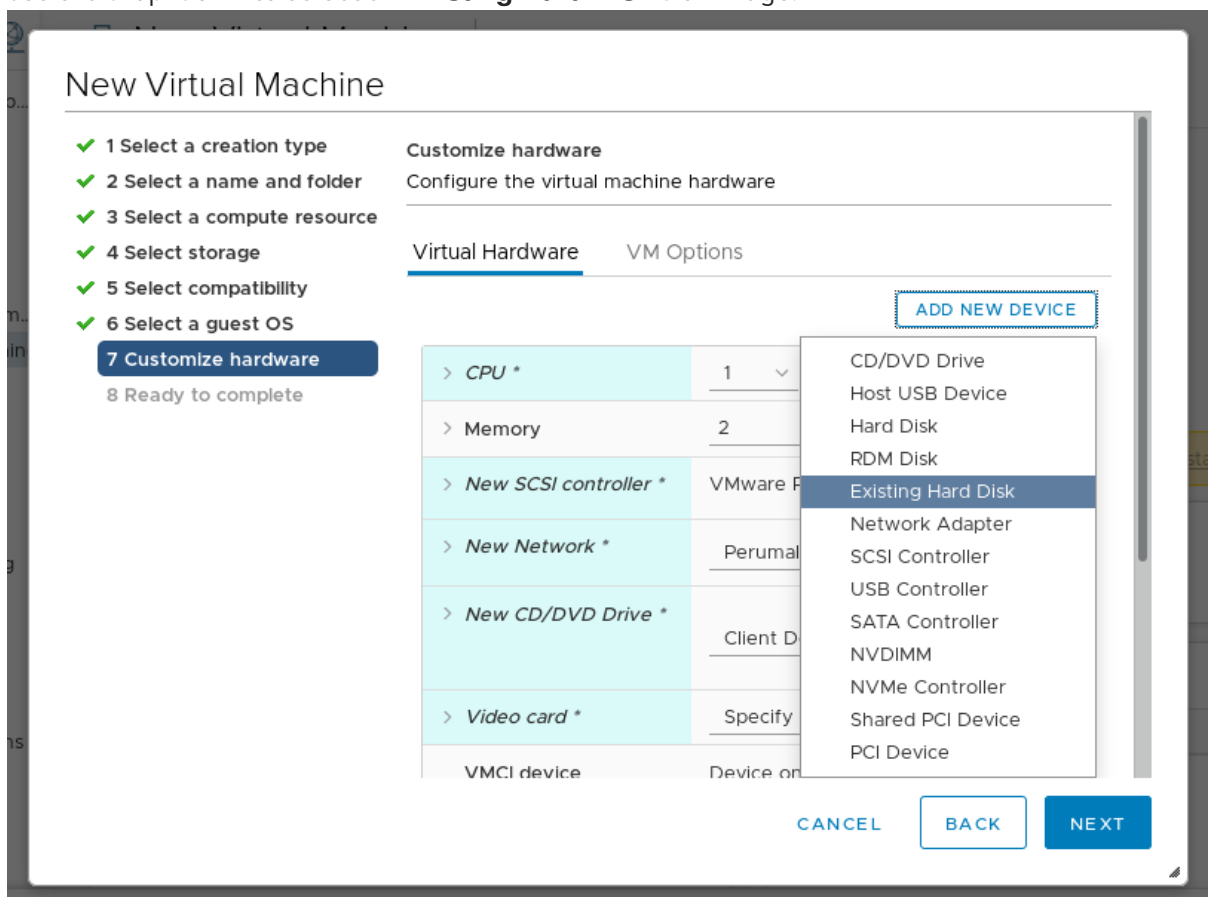 New Virtual Machine
1 Select a creation type
2 Select a name and folder
3 Select a compute resource
4 Select storage
5 Select compatibility
6 Select a guest OS
7 Customize hardware
8 Ready to complete
Customize hardware
Configure the virtual machine hardware
Virtual Hardware VM Options
ADD NEW DEVICE
CPU * 1
Memory 2
New SCSI controller * VMware
New Network * Perumal
New CD/DVD Drive *
Client
Video card * Specify
VMCI device Device on
CD/DVD Drive
Host USB Device
Hard Disk
RDM Disk
Existing Hard Disk
Network Adapter
SCSI Controller
USB Controller
SATA Controller
NVDIMM
NVMe Controller
Shared PCI Device
PCI Device
CANCEL BACK NEXT